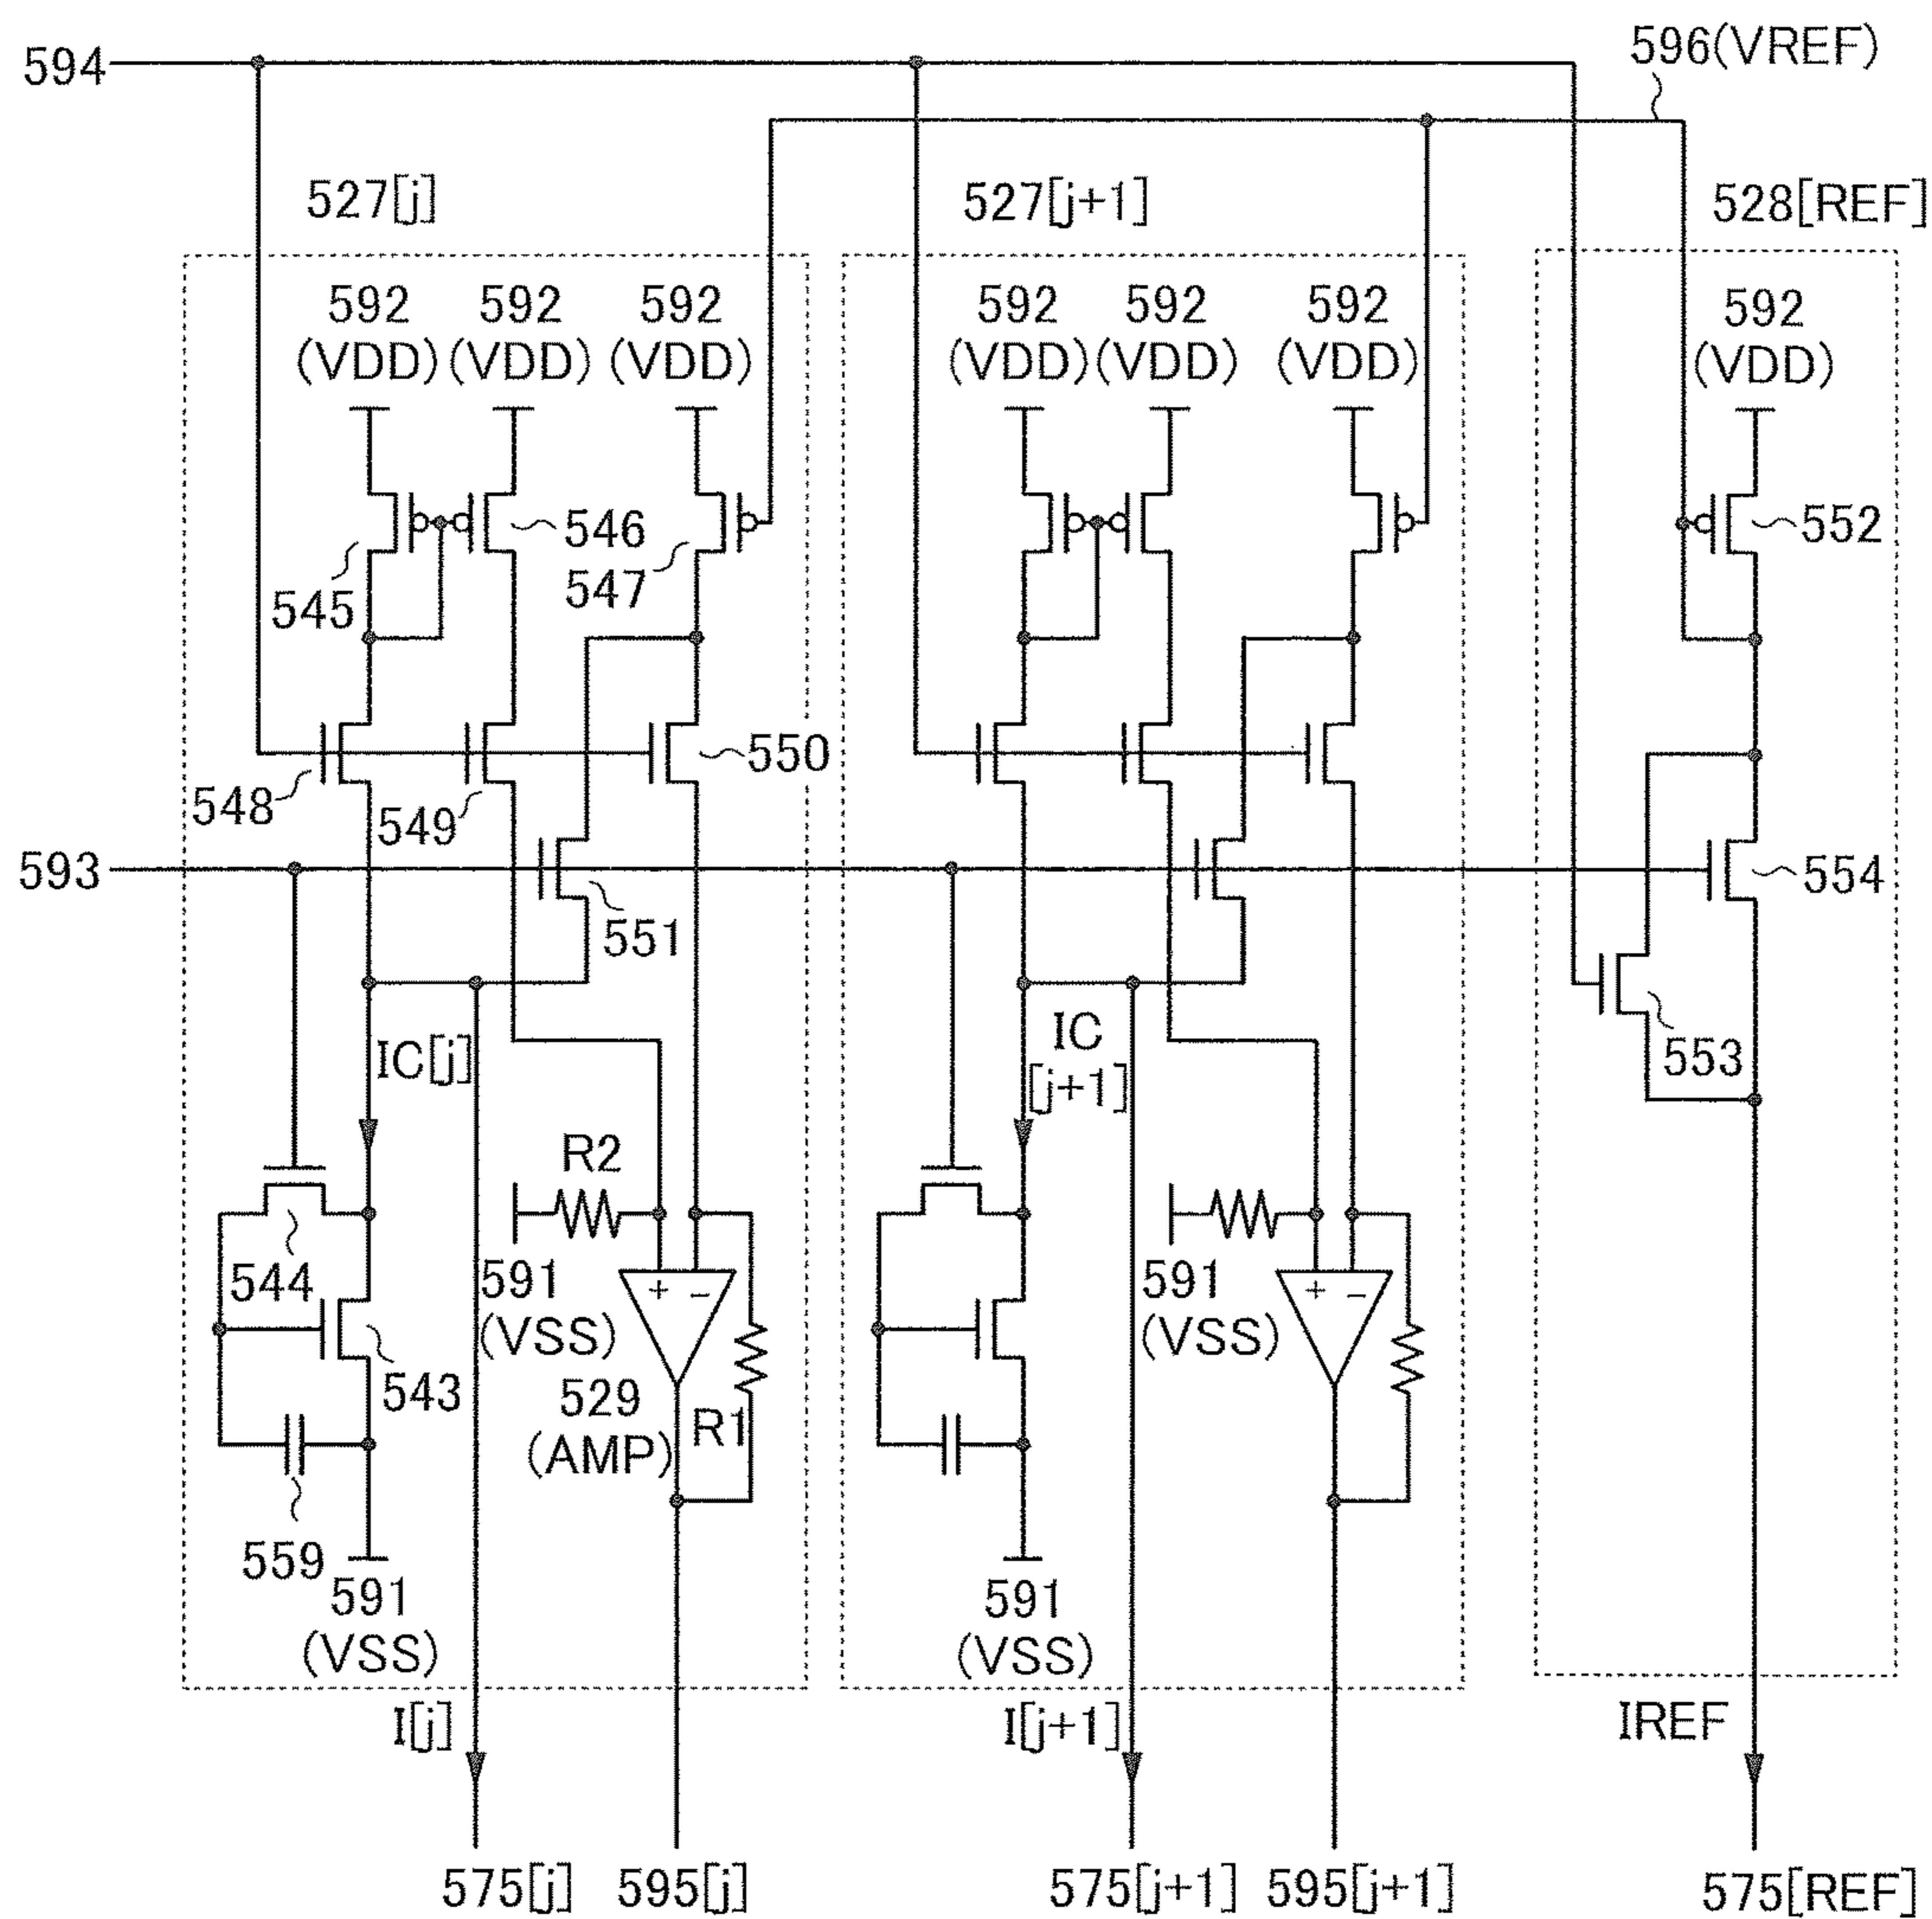 594
596(VREF)
527[j]
527[j+1]
528[REF]
592
(VDD)
592
(VDD)
592
(VDD)
592
(VDD)
592
(VDD)
592
(VDD)
592
(VDD)
545
546
547
552
548
549
550
593
551
554
553
IC[j]
IC
[j+1]
R2
544
591
(VSS)
543
529
(AMP)
R1
591
(VSS)
559
591
(VSS)
591
(VSS)
I[j]
I[j+1]
IREF
575[j]
595[j]
575[j+1]
595[j+1]
575[REF]
+
−
+
−